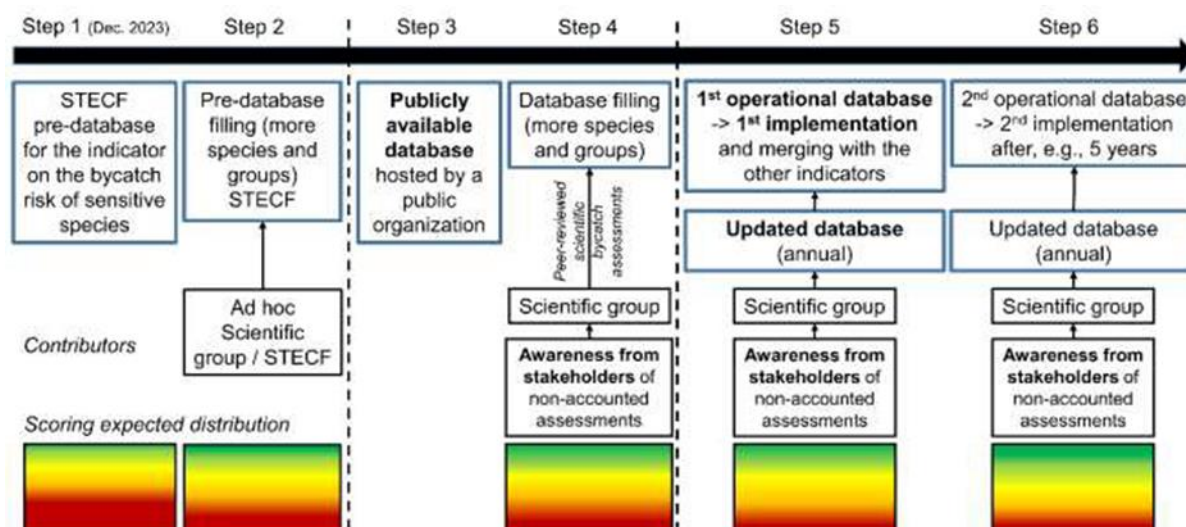 Step 1 (Dec. 2023)
Step 2
Step 3
Step 4
Step 5
Step 6
STECF
pre-database
for the indicator
on the bycatch
risk of sensitive
species
Pre-database
filling (more
species and
groups)
STECF
Publicly
available
database
hosted by a
public
organization
Database filling
(more species
and groups)
1st operational database
-> 1st implementation
and merging with the
other indicators
2nd operational database
-> 2nd implementation
after, e.g., 5 years
Peer-reviewed
scientific
bycatch
assessments
Updated database
(annual)
Updated database
(annual)
Contributors
Ad hoc
Scientific
group / STECF
Scientific group
Scientific group
Scientific group
Awareness from
stakeholders of
non-accounted
assessments
Awareness from
stakeholders of
non-accounted
assessments
Awareness from
stakeholders of
non-accounted
assessments
Scoring expected distribution